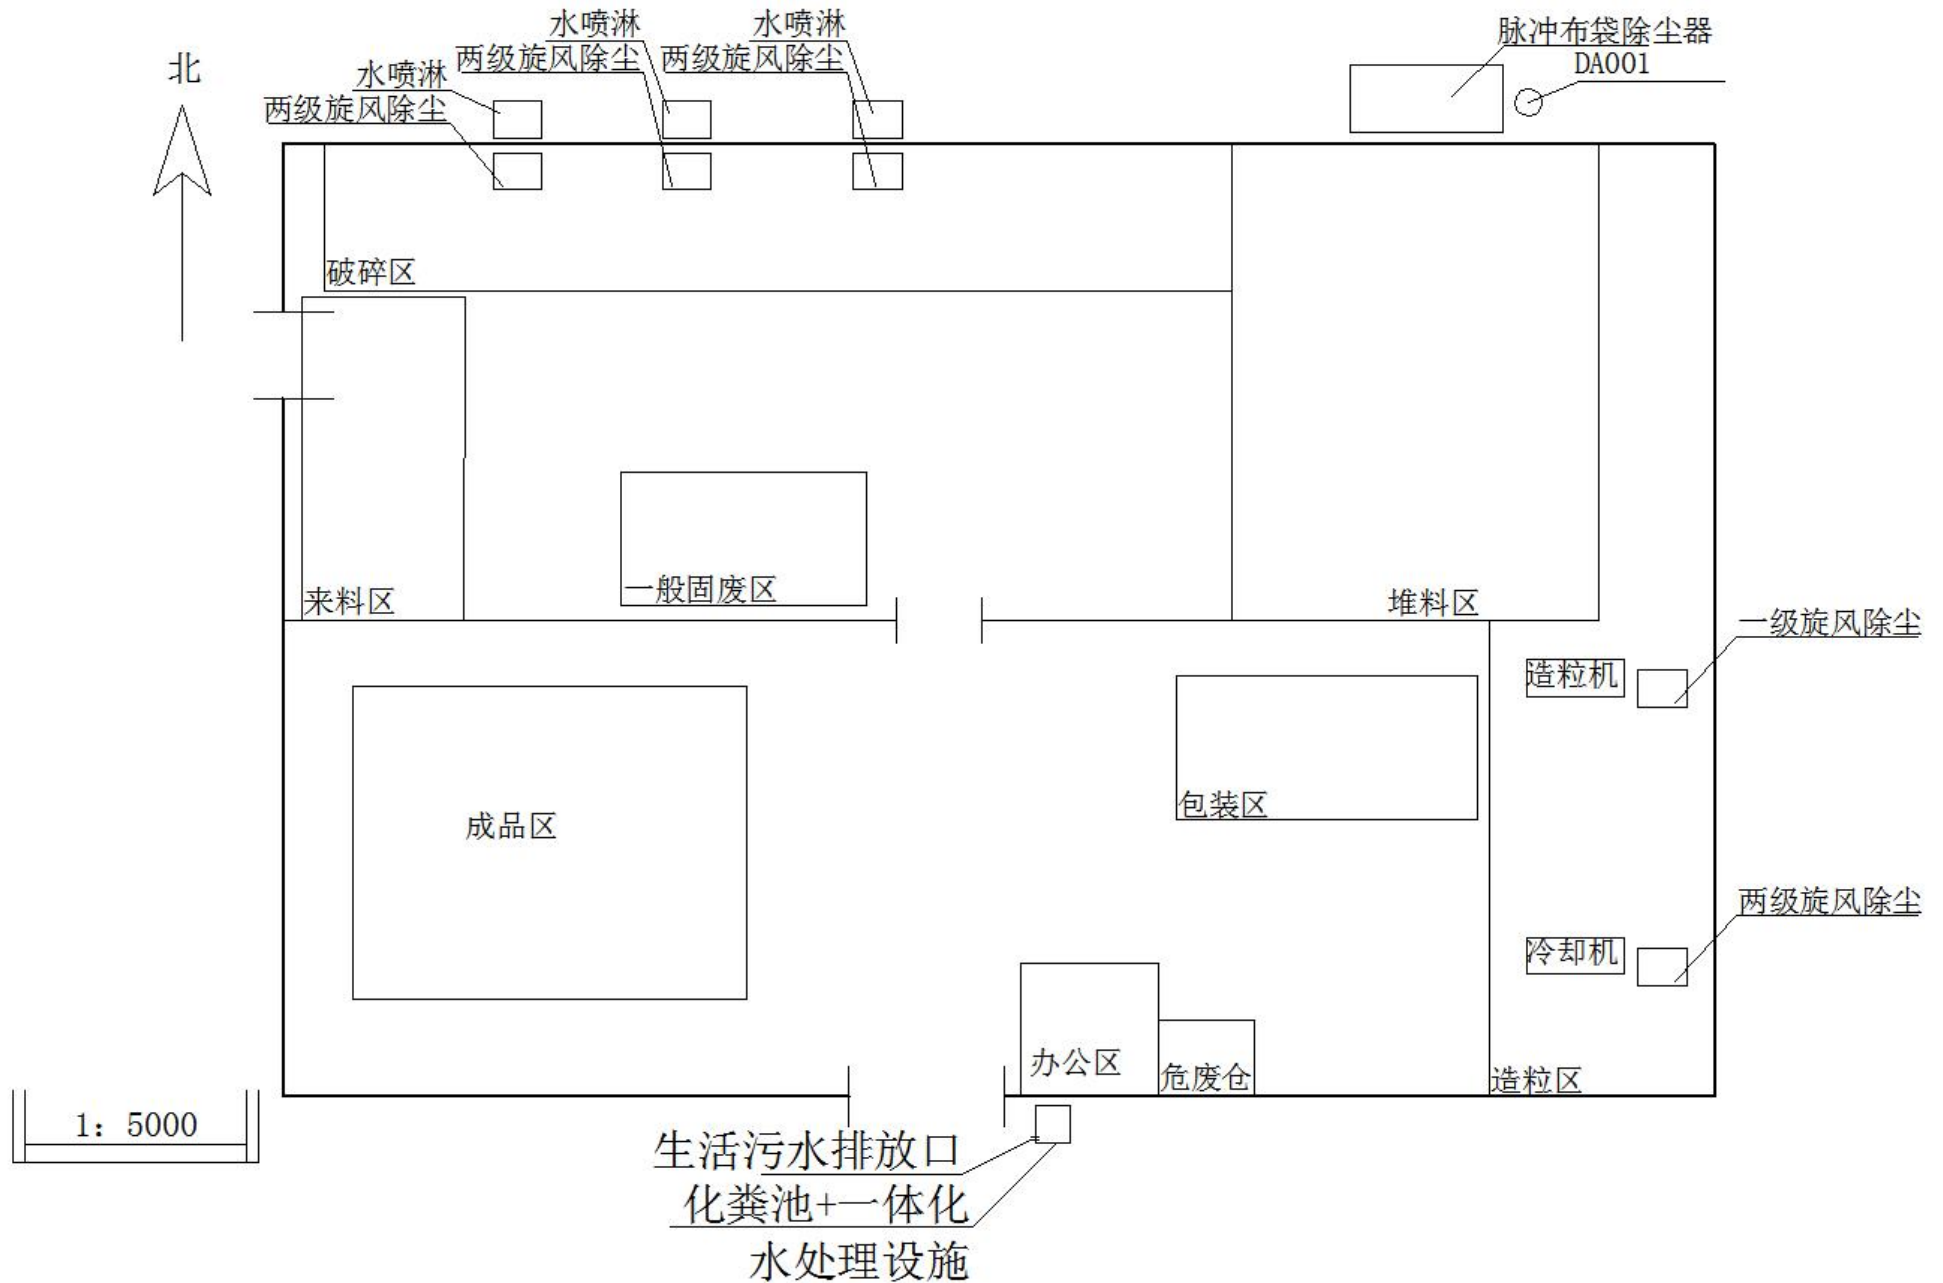 水喷淋
水喷淋
脉冲布袋除尘器
北
水喷淋
两级旋风除尘
两级旋风除尘
DA001
两级旋风除尘
破碎区
来料区
一般固废区
堆料区
一级旋风除尘
造粒机
包装区
成品区
两级旋风除尘
冷却机
办公区
危废仓
造粒区
1: 5000
生活污水排放口
化粪池+一体化
水处理设施